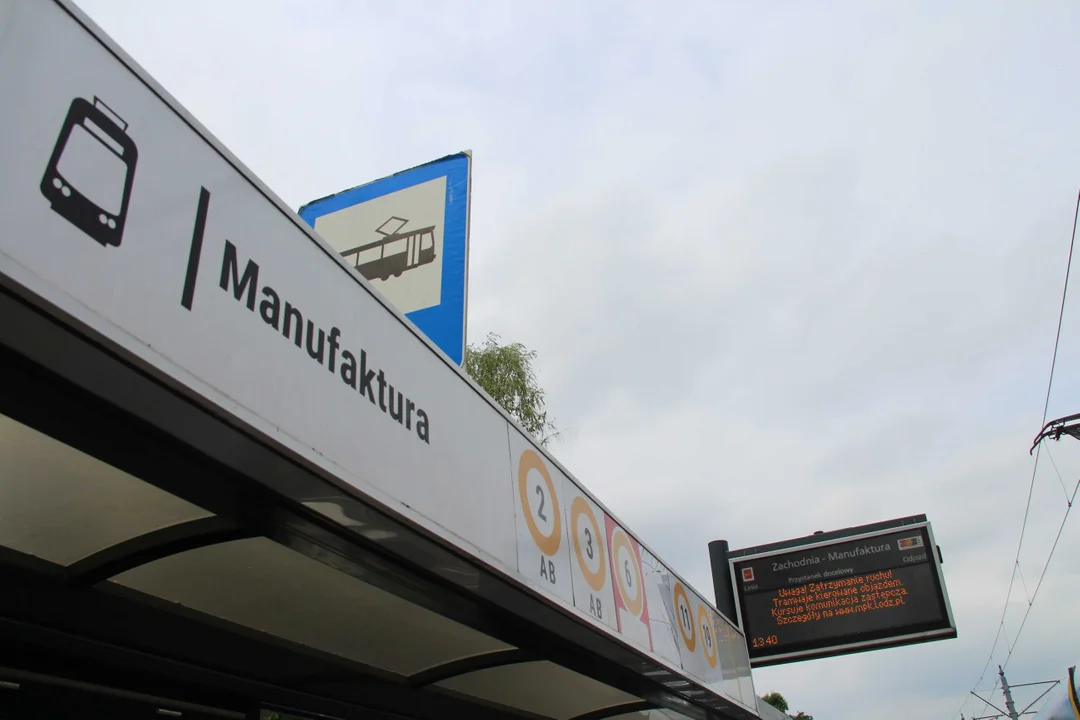 Manufaktura
2
AB
3
AB
6
11
19
Zachodnia - Manufaktura
Linia Przystanek docelowy Odjazd
Uwaga! Zatrzymanie ruchu!
Tramwaje kierowane objazdem.
Kursuje komunikacja zastępcza.
Szczegóły na www.mpk.lodz.pl
13:40